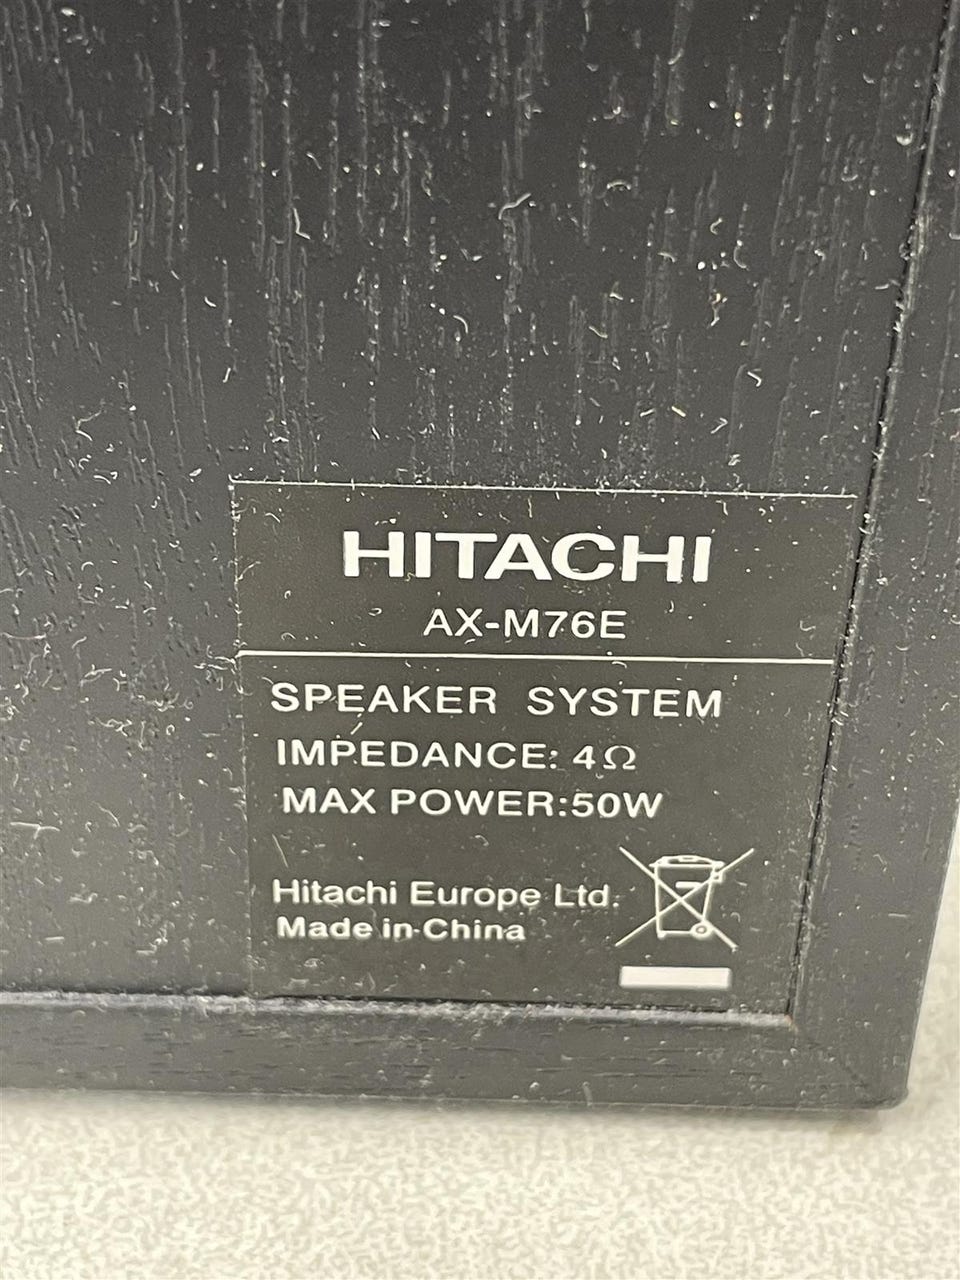 HITACHI
AX-M76E
SPEAKER SYSTEM
IMPEDANCE: 4Ω
MAX POWER:50W
Hitachi Europe Ltd.
Made in China